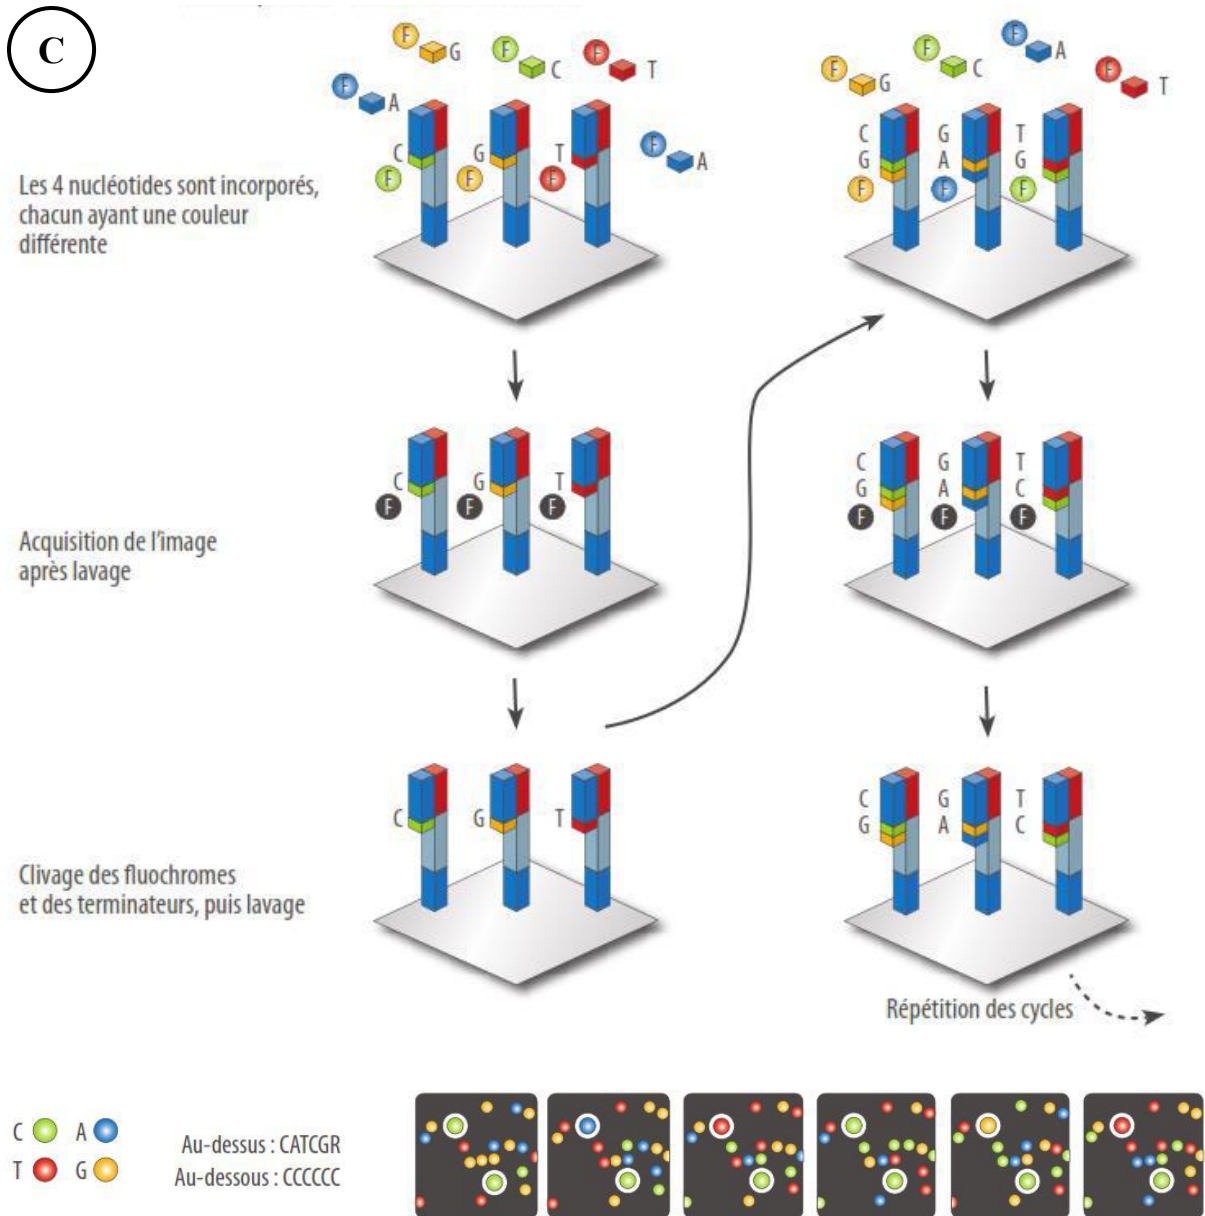 C
F G F C F T
F A
F A
C G T
F F F
Les 4 nucléotides sont incorporés,
chacun ayant une couleur
différente
F G F C F A F T
C G T
G A G
F F F
C G T
F F F
Acquisition de l'image
après lavage
C G T
G A C
F F F
C G T
Clivage des fluochromes
et des terminateurs, puis lavage
C G T
G A C
Répétition des cycles
C A
T G
Au-dessus : CATCGR
Au-dessous : CCCCCC